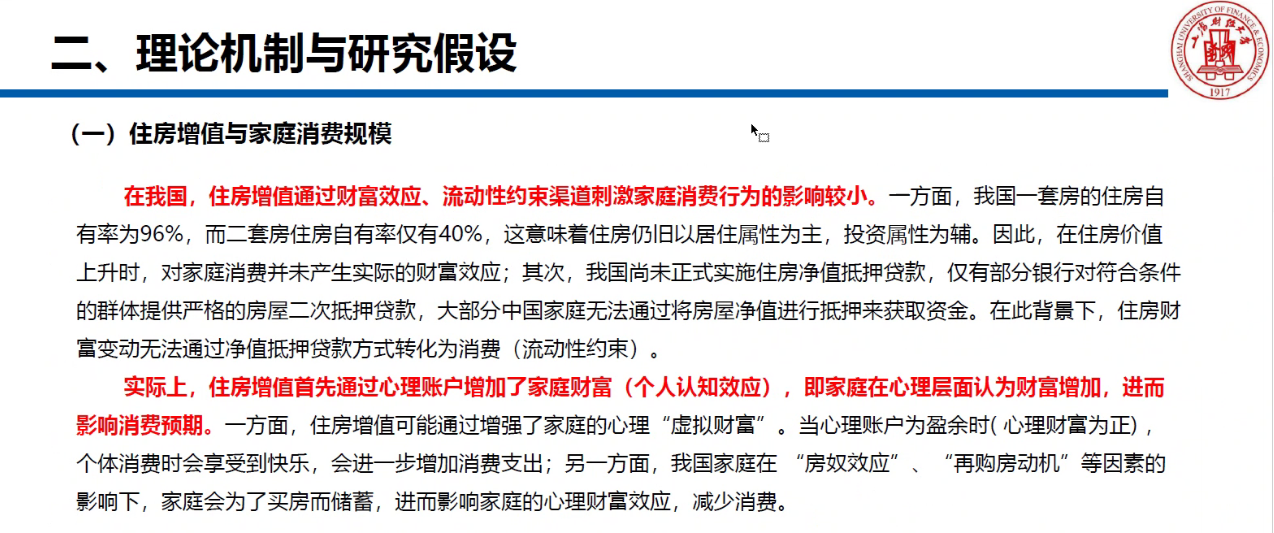 二、理论机制与研究假设
SHANGHAI UNIVERSITY OF FINANCE & ECONOMICS
上海财经大学
1917
（一）住房增值与家庭消费规模
在我国，住房增值通过财富效应、流动性约束渠道刺激家庭消费行为的影响较小。一方面，我国一套房的住房自
有率为96%，而二套房住房自有率仅有40%，这意味着住房仍旧以居住属性为主，投资属性为辅。因此，在住房价值
上升时，对家庭消费并未产生实际的财富效应；其次，我国尚未正式实施住房净值抵押贷款，仅有部分银行对符合条件
的群体提供严格的房屋二次抵押贷款，大部分中国家庭无法通过将房屋净值进行抵押来获取资金。在此背景下，住房财
富变动无法通过净值抵押贷款方式转化为消费（流动性约束）。
实际上，住房增值首先通过心理账户增加了家庭财富（个人认知效应），即家庭在心理层面认为财富增加，进而
影响消费预期。一方面，住房增值可能通过增强了家庭的心理“虚拟财富”。当心理账户为盈余时( 心理财富为正) ，
个体消费时会享受到快乐，会进一步增加消费支出；另一方面，我国家庭在 “房奴效应”、“再购房动机”等因素的
影响下，家庭会为了买房而储蓄，进而影响家庭的心理财富效应，减少消费。